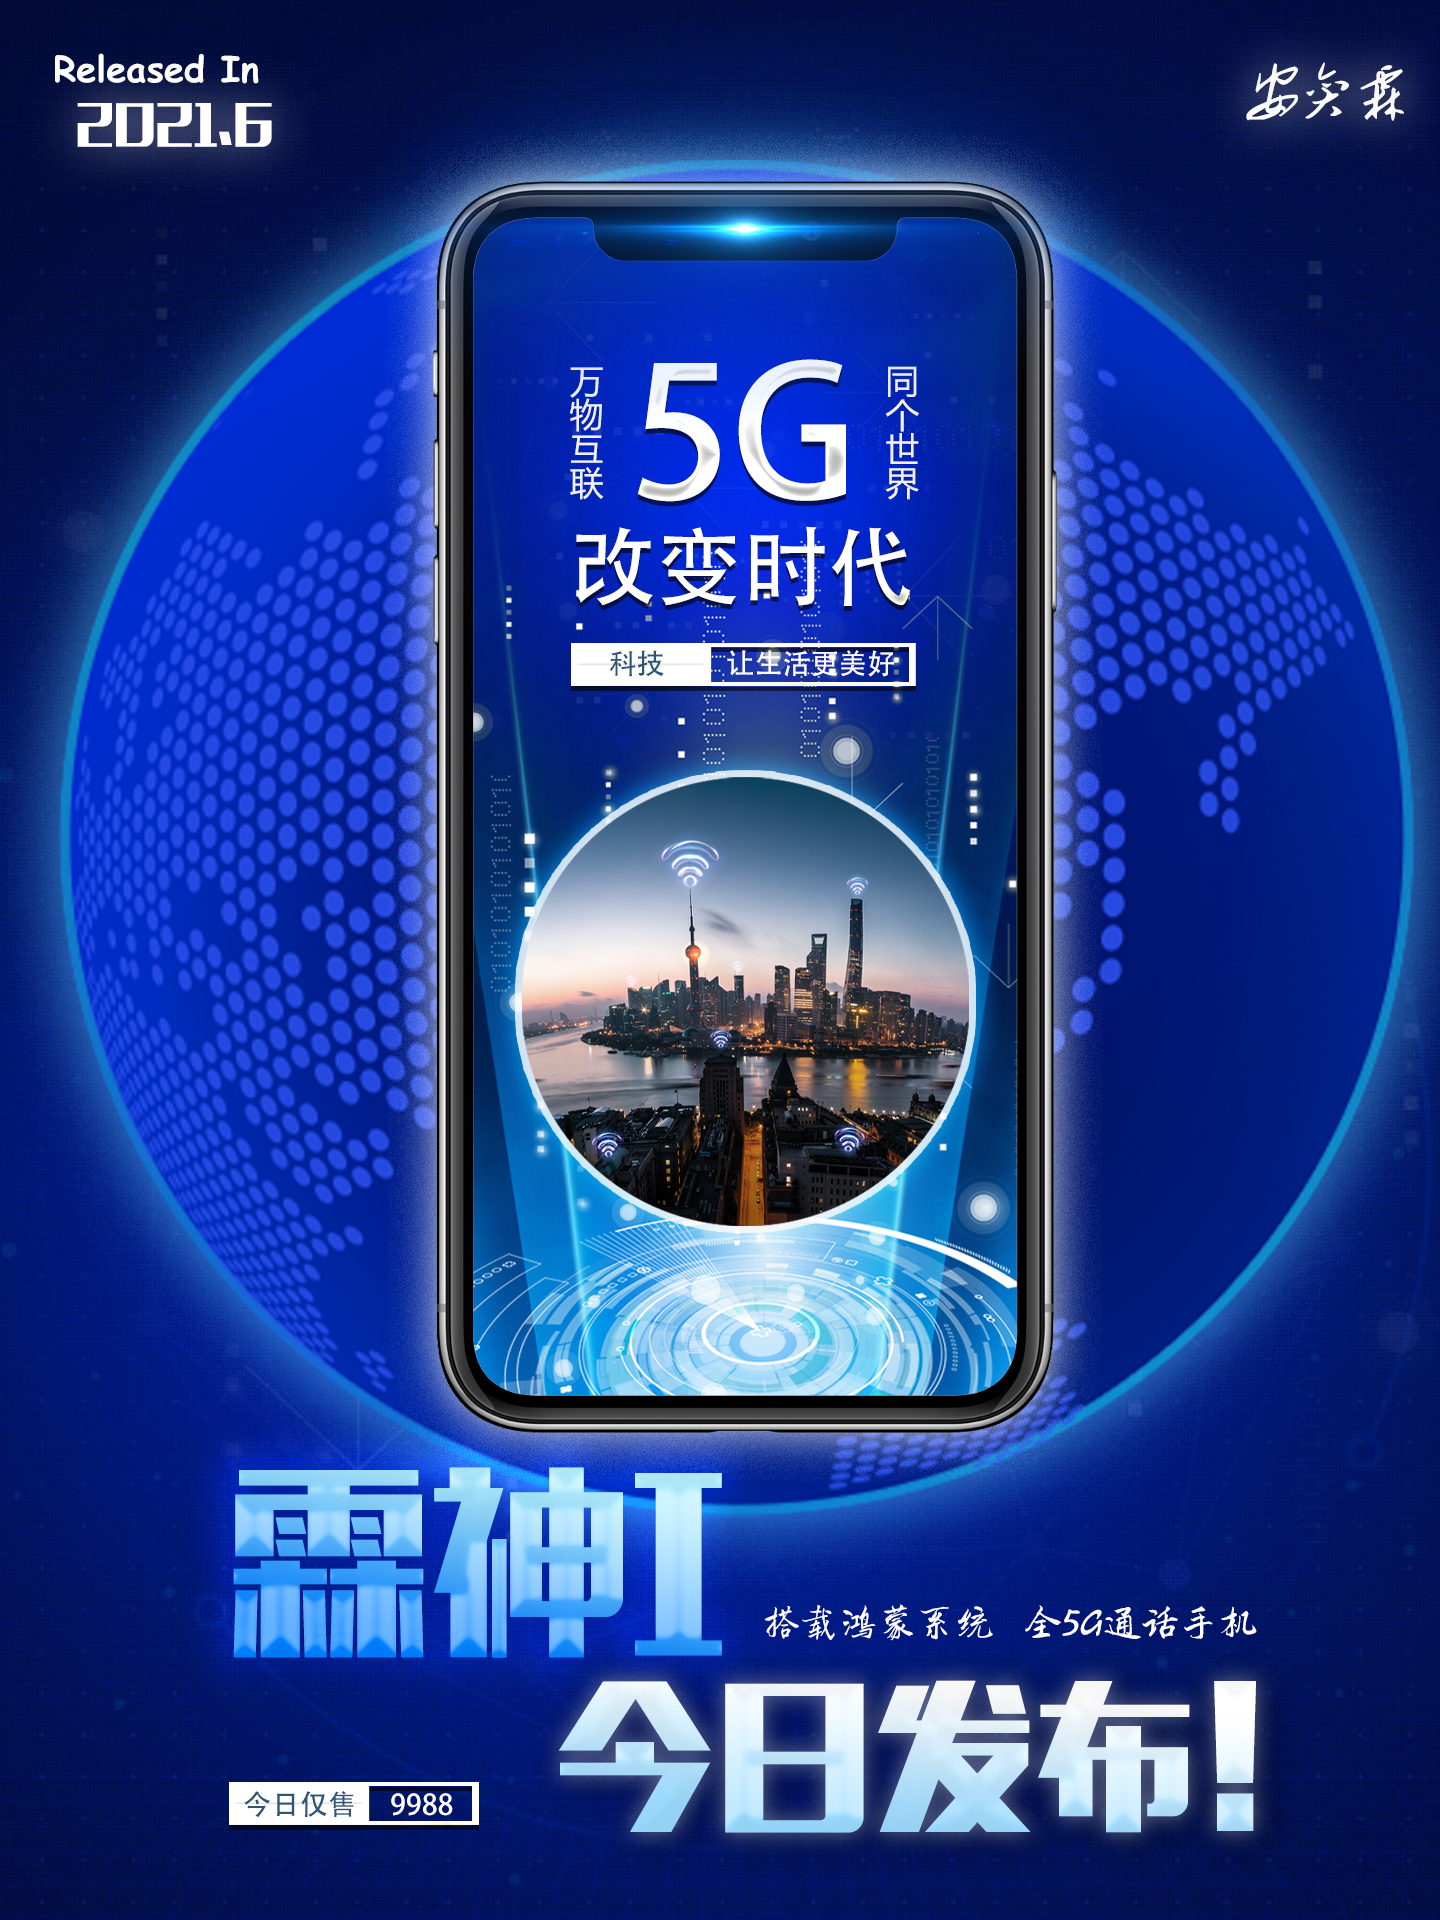 Released In
2021.6
安奕霖
万物互联
5G
同个世界
改变时代
科技 让生活更美好
霖神I
搭载鸿蒙系统 全5G通话手机
今日发布!
今日仅售 9988